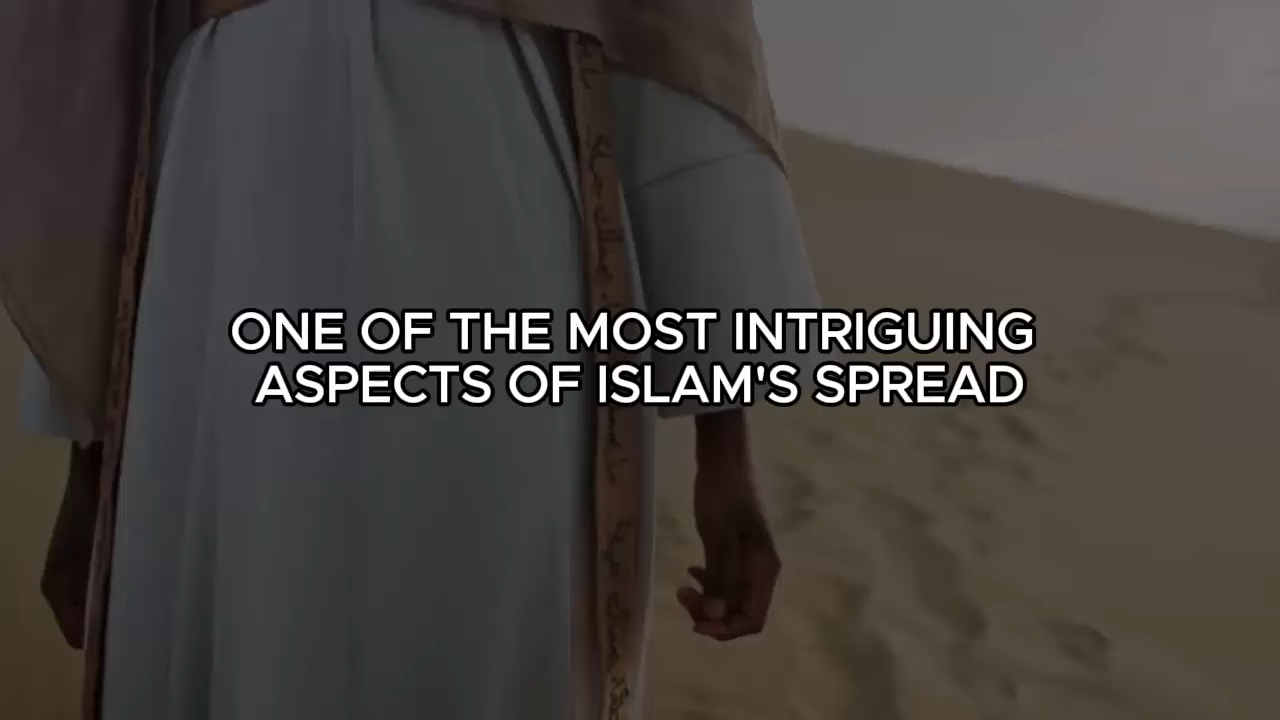 ONE OF THE MOST INTRIGUING
ASPECTS OF ISLAM'S SPREAD